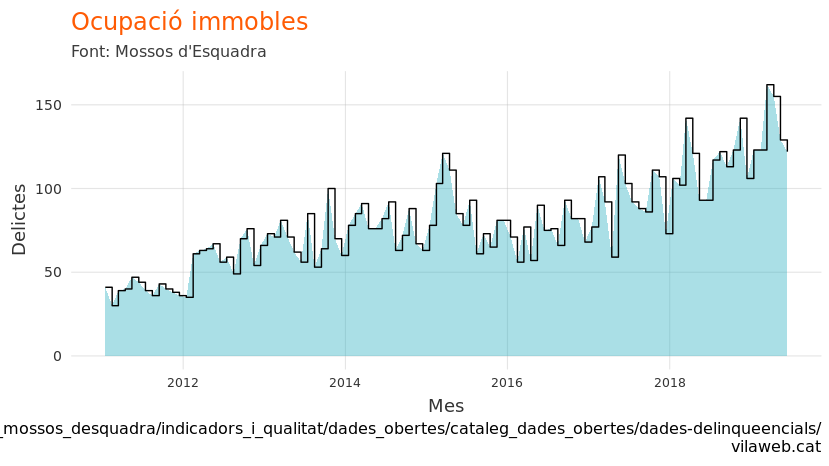 Ocupació immobles
Font: Mossos d'Esquadra
150
100
50
0
Delictes
2012 2014 2016 2018
Mes
_mossos_desquadra/indicadors_i_qualitat/dades_obertes/cataleg_dades_obertes/dades-delinqueencials/
vilaweb.cat